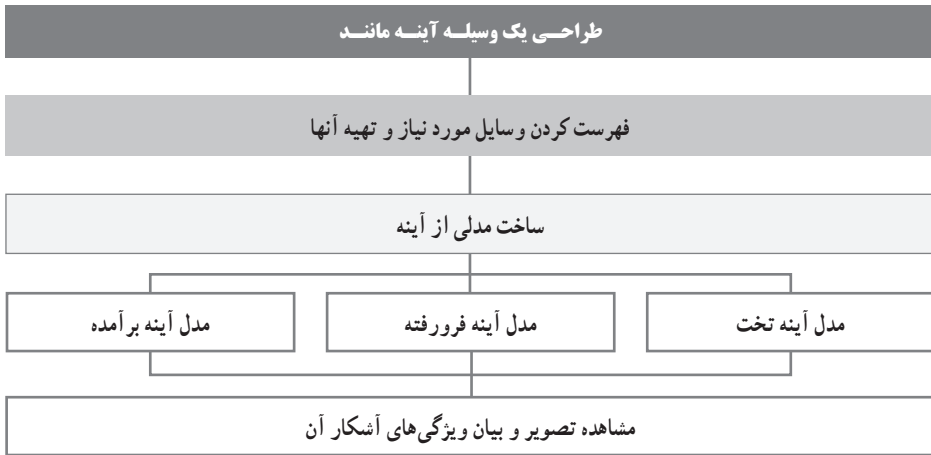 طراحی یک وسیله آینه مانند
فهرست کردن وسایل مورد نیاز و تهیه آنها
ساخت مدلی از آینه
مدل آینه تخت
مدل آینه فرورفته
مدل آینه برآمده
مشاهده تصویر و بیان ویژگی‌های آشکار آن